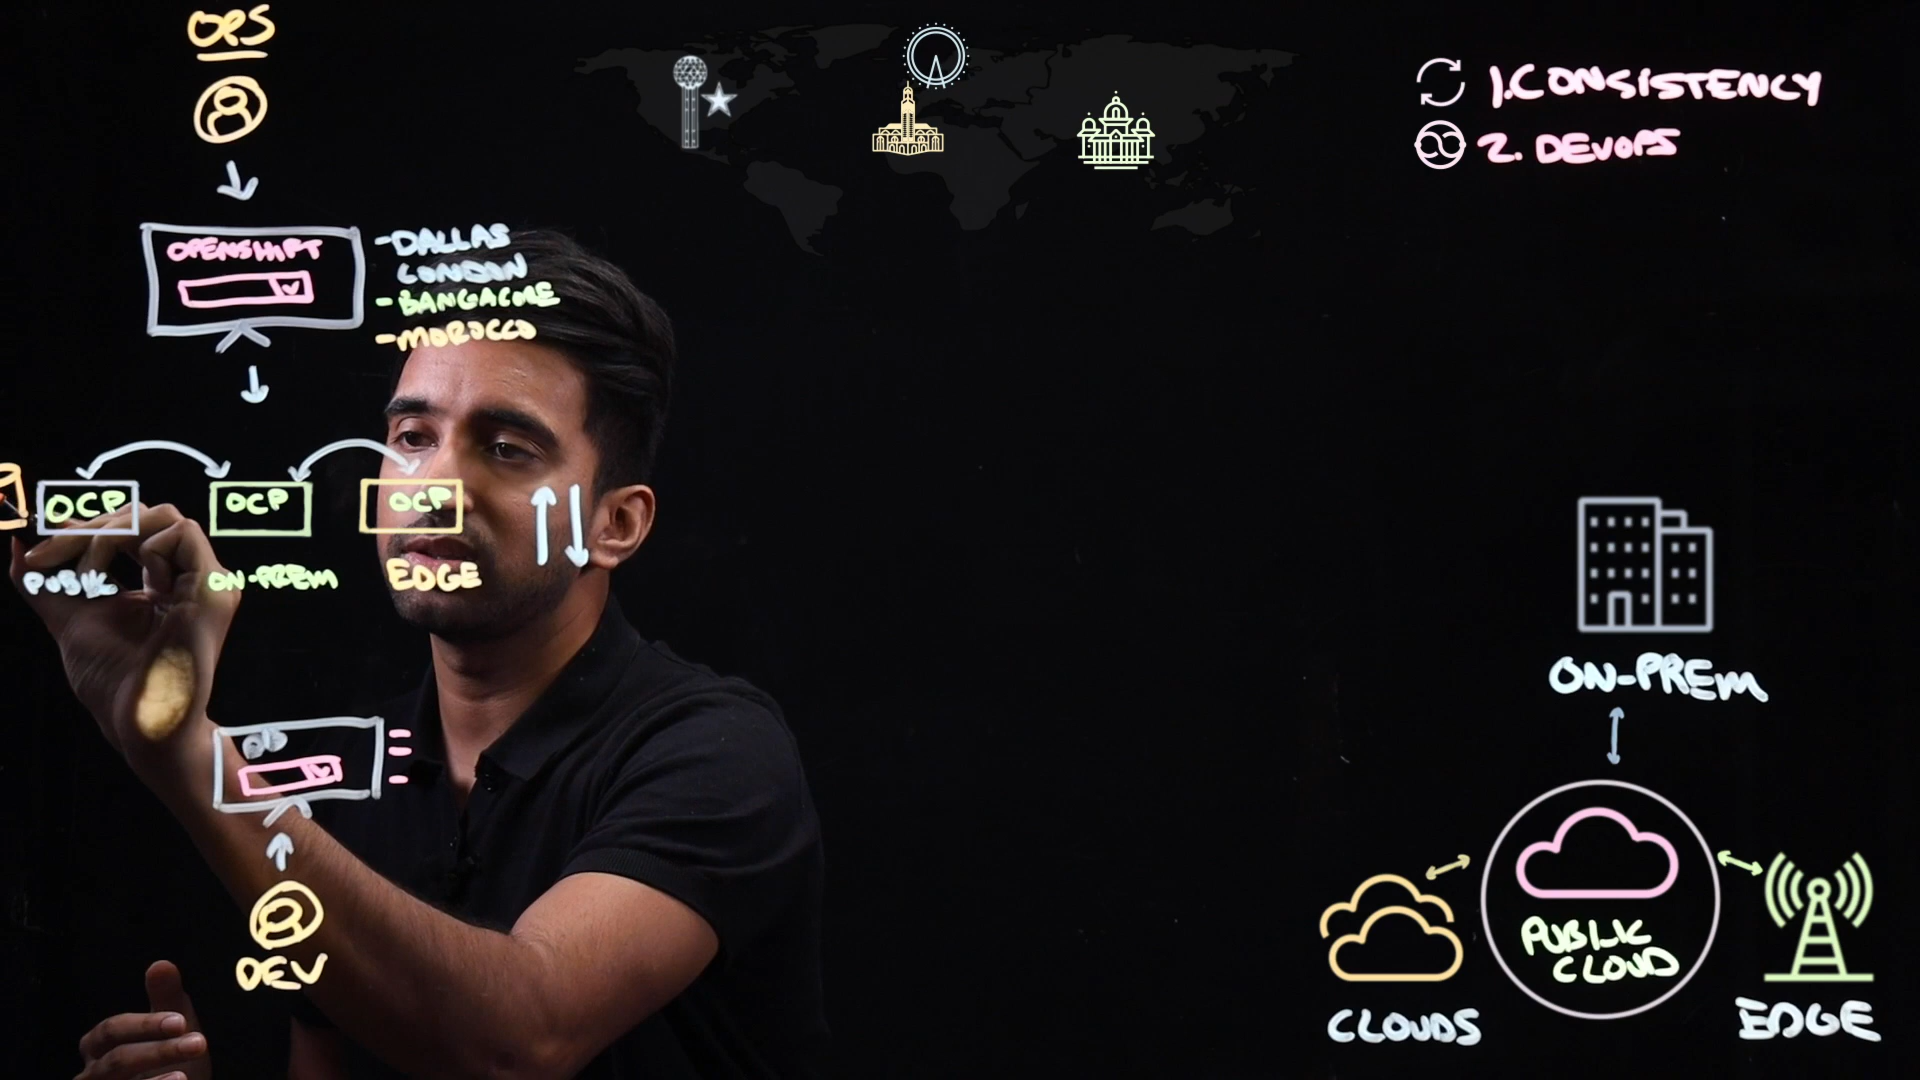 OPS
OPENSHIFT
-DALLAS
LONDON
-BANGALORE
-MOROCCO
OCP
OCP
OCP
PUBLIC
ON-PREM
EDGE
DEV
1.CONSISTENCY
2. DEVOPS
ON-PREM
PUBLIC
CLOUD
CLOUDS
EDGE